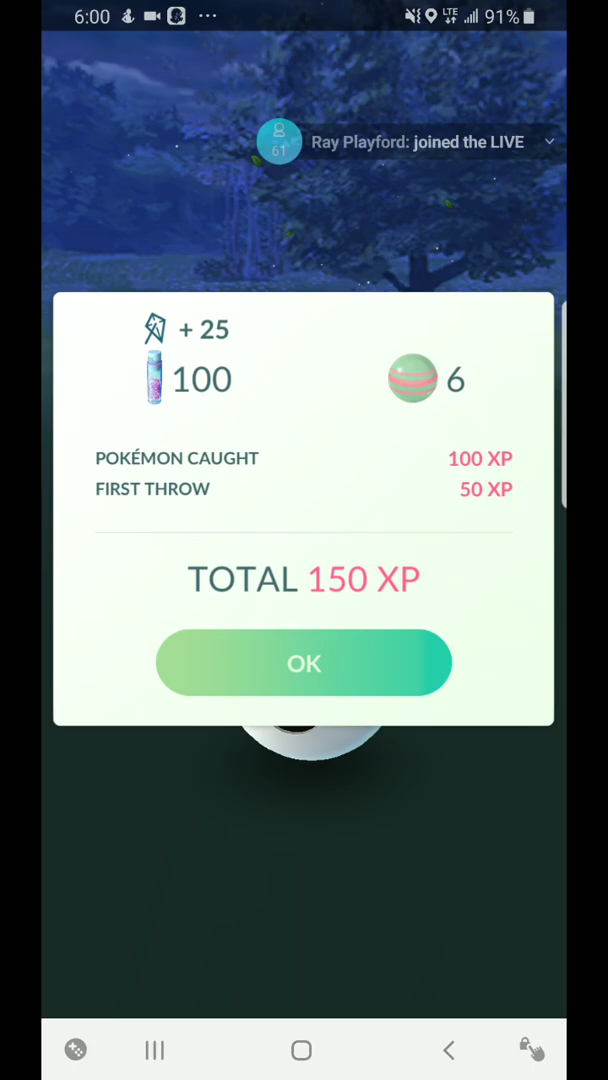 6:00 LTE 91%
61 Ray Playford: joined the LIVE
+ 25
100 6
POKÉMON CAUGHT 100 XP
FIRST THROW 50 XP
TOTAL 150 XP
OK